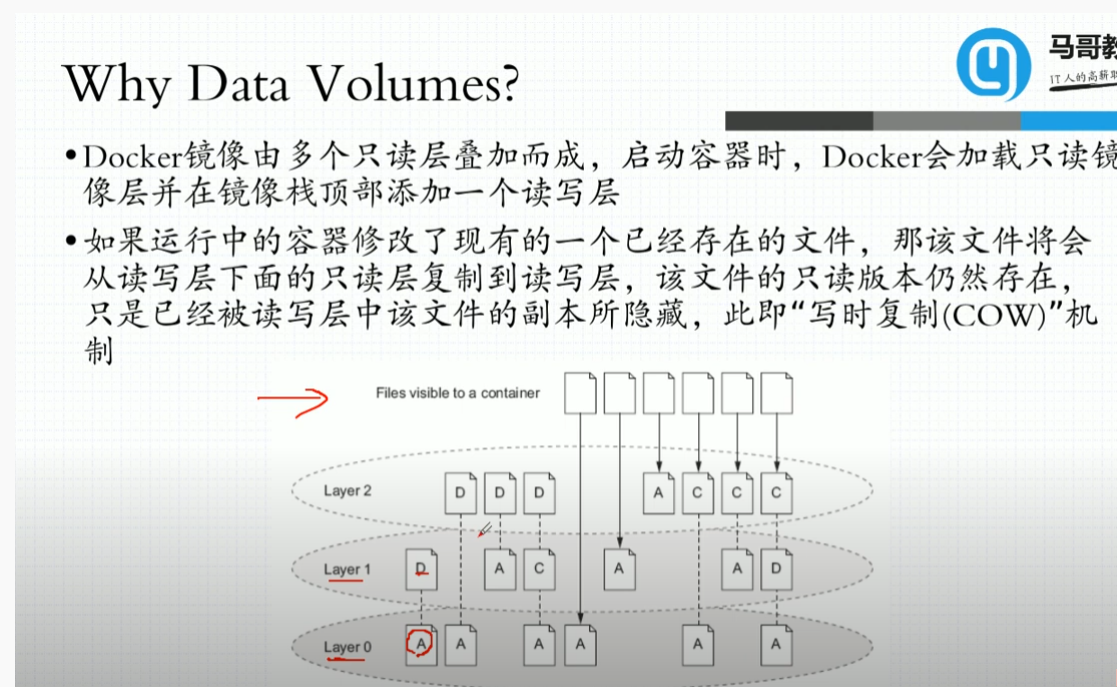 马哥教
IT人的高薪职
Why Data Volumes?
•Docker镜像由多个只读层叠加而成，启动容器时，Docker会加载只读镜
像层并在镜像栈顶部添加一个读写层
•如果运行中的容器修改了现有的一个已经存在的文件，那该文件将会
从读写层下面的只读层复制到读写层，该文件的只读版本仍然存在，
只是已经被读写层中该文件的副本所隐藏，此即“写时复制(COW)”机
制
Files visible to a container
Layer 2 D D D A C C C
Layer 1 D A C A A D
Layer 0 A A A A A A